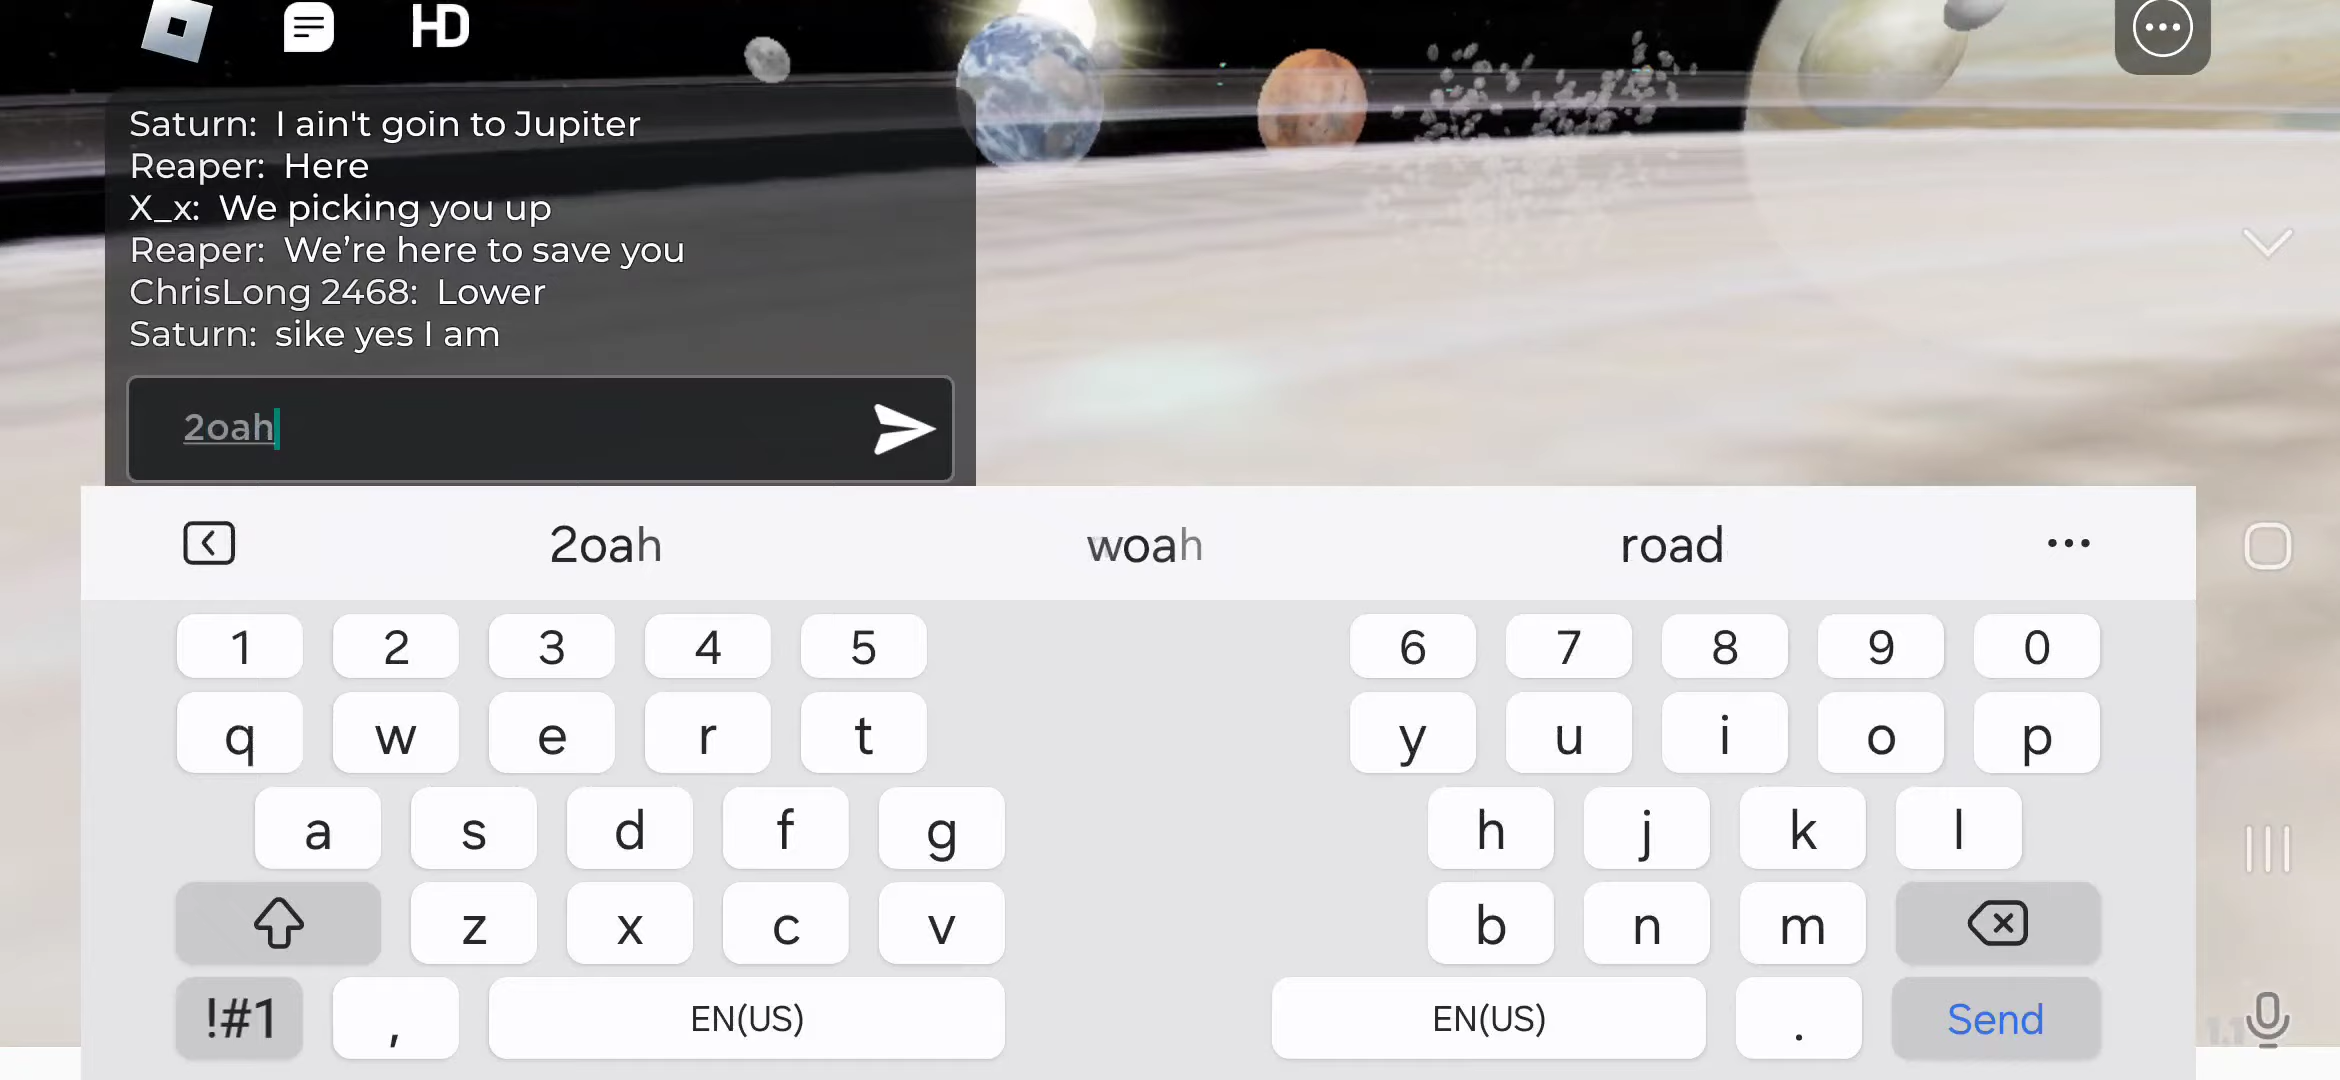 HD
Saturn: I ain't goin to Jupiter
Reaper: Here
X_x: We picking you up
Reaper: We’re here to save you
ChrisLong 2468: Lower
Saturn: sike yes I am
2oah
2oah woah road
1 2 3 4 5 6 7 8 9 0
q w e r t y u i o p
a s d f g h j k l
z x c v b n m
!#1 , EN(US) EN(US) . Send